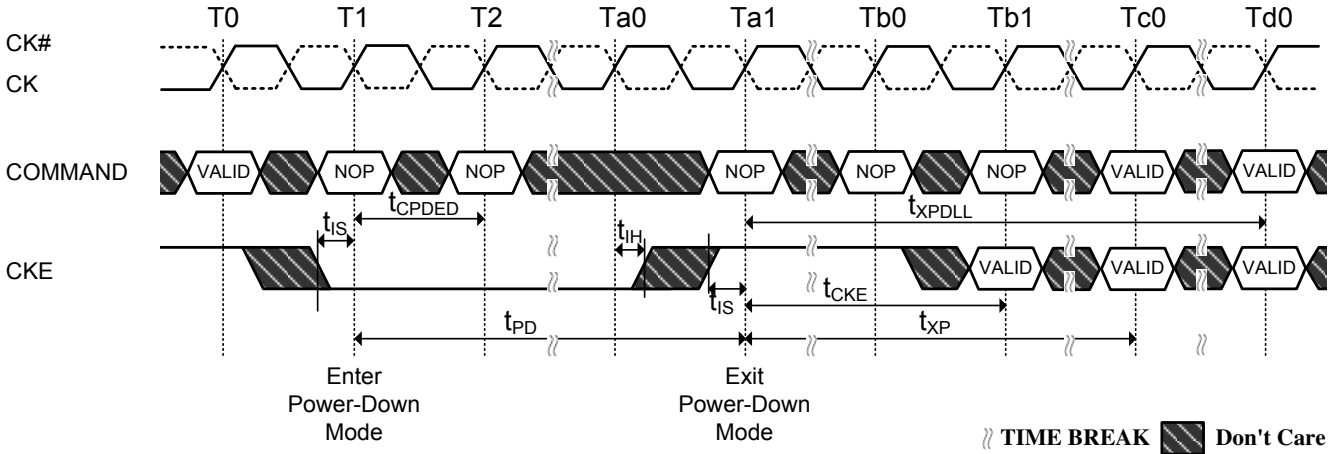 T0 T1 T2 Ta0 Ta1 Tb0 Tb1 Tc0 Td0
CK#
CK
COMMAND VALID NOP NOP NOP NOP NOP VALID VALID
tCPDED tXPDLL
tIS tIH
CKE VALID VALID VALID
tIS tCKE
tPD tXP
Enter Power-Down Mode
Exit Power-Down Mode
TIME BREAK Don't Care